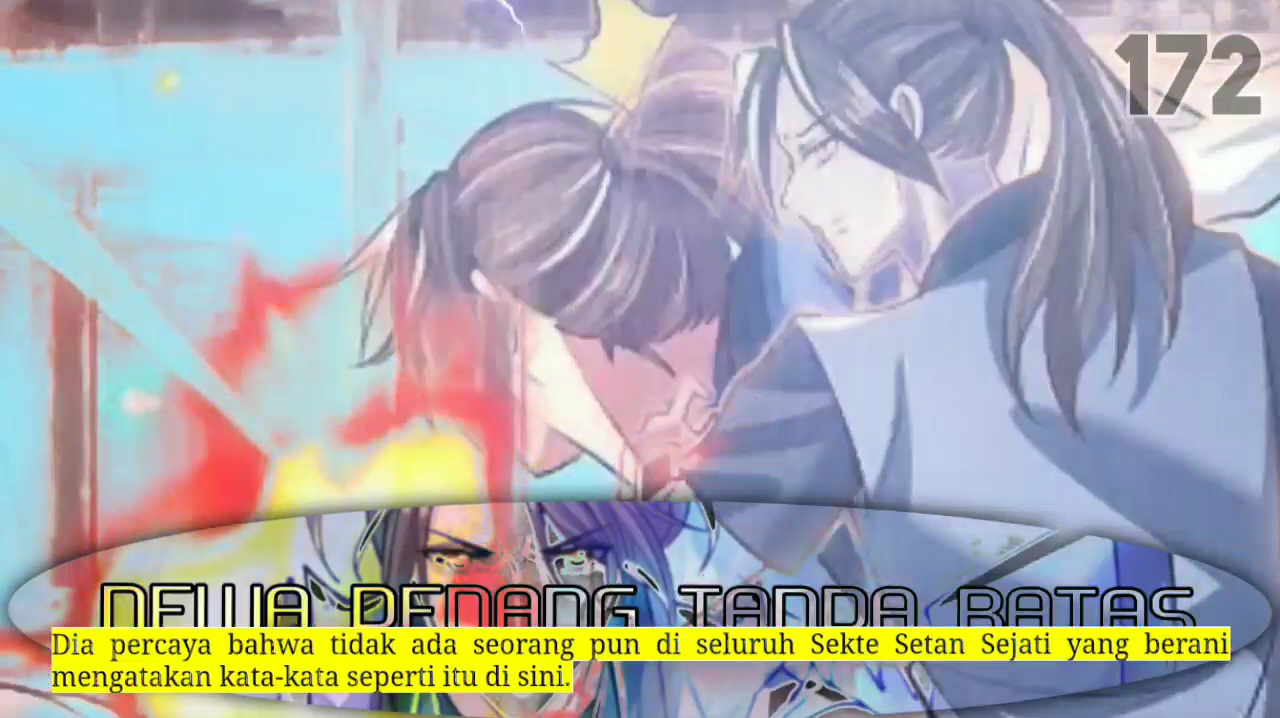 172
DEWA PEDANG TANPA BATAS
Dia percaya bahwa tidak ada seorang pun di seluruh Sekte Setan Sejati yang berani
mengatakan kata-kata seperti itu di sini.